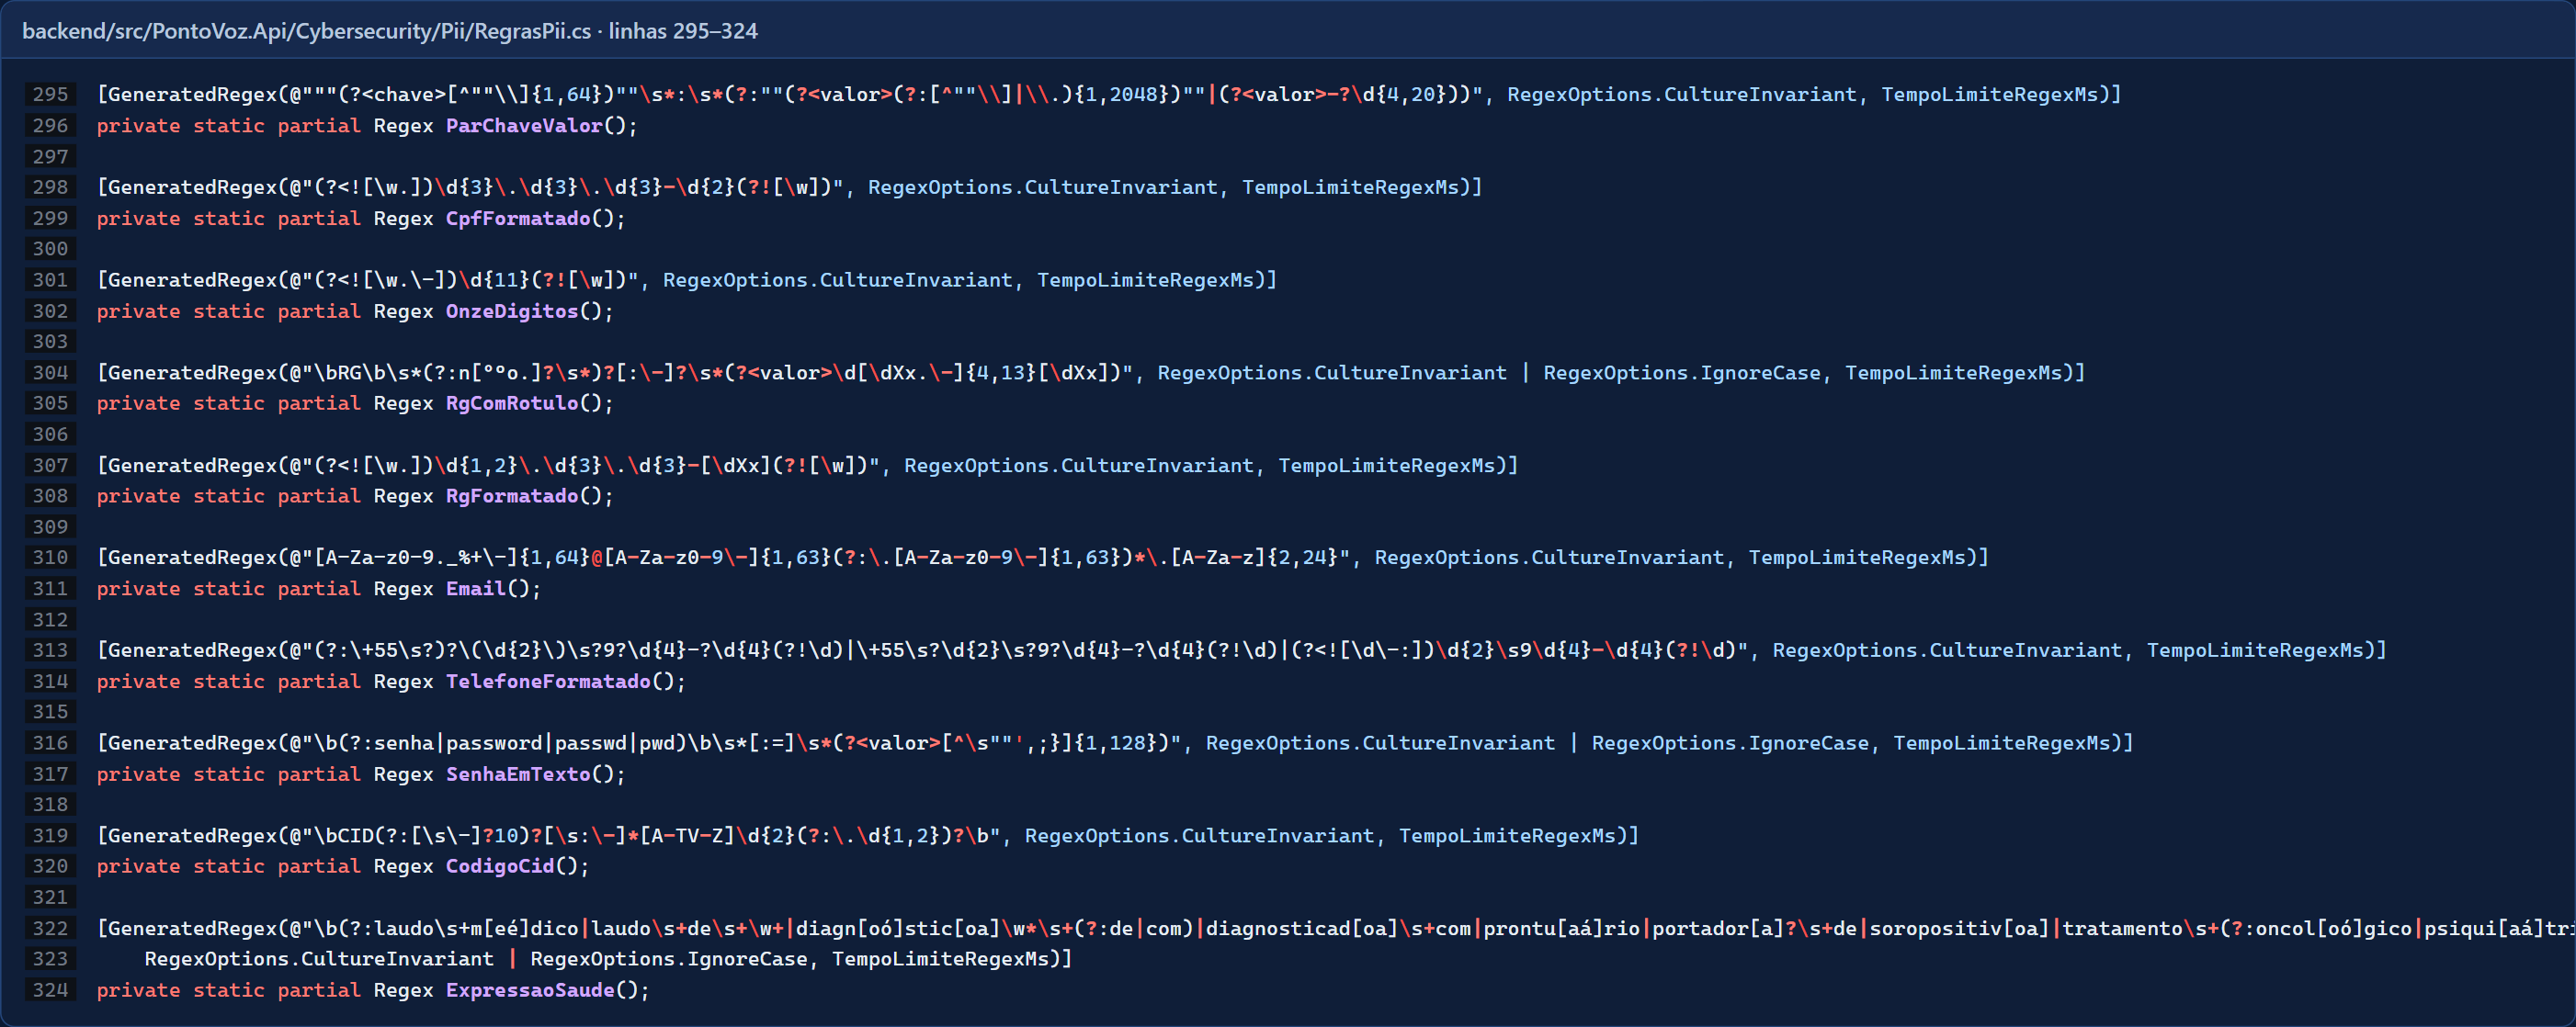 backend/src/PontoVoz.Api/Cybersecurity/Pii/RegrasPii.cs · linhas 295–324
295 [GeneratedRegex(@"""(?<chave>[^""\\]{1,64})""\s*:\s*(?:""(?<valor>(?:[^""\\]|\\.){1,2048})""|(?<valor>-?\d{4,20}))", RegexOptions.CultureInvariant, TempoLimiteRegexMs)]
296 private static partial Regex ParChaveValor();
297
298 [GeneratedRegex(@"(?<![\w.])\d{3}\.\d{3}\.\d{3}-\d{2}(?![\w])", RegexOptions.CultureInvariant, TempoLimiteRegexMs)]
299 private static partial Regex CpfFormatado();
300
301 [GeneratedRegex(@"(?<![\w.\-])\d{11}(?![\w])", RegexOptions.CultureInvariant, TempoLimiteRegexMs)]
302 private static partial Regex OnzeDigitos();
303
304 [GeneratedRegex(@"\bRG\b\s*(?:n[ººo.]?\s*)?[:\-]?\s*(?<valor>\d[\dXx.\-]{4,13}[\dXx])", RegexOptions.CultureInvariant | RegexOptions.IgnoreCase, TempoLimiteRegexMs)]
305 private static partial Regex RgComRotulo();
306
307 [GeneratedRegex(@"(?<![\w.])\d{1,2}\.\d{3}\.\d{3}-[\dXx](?![\w])", RegexOptions.CultureInvariant, TempoLimiteRegexMs)]
308 private static partial Regex RgFormatado();
309
310 [GeneratedRegex(@"[A-Za-z0-9._%+\-]{1,64}@[A-Za-z0-9\-]{1,63}(?:\.[A-Za-z0-9\-]{1,63})*\.[A-Za-z]{2,24}", RegexOptions.CultureInvariant, TempoLimiteRegexMs)]
311 private static partial Regex Email();
312
313 [GeneratedRegex(@"(?:\+55\s?)?\(\d{2}\)\s?9?\d{4}-?\d{4}(?!\d)|\+55\s?\d{2}\s?9?\d{4}-?\d{4}(?!\d)|(?<![\d\-:])\d{2}\s9\d{4}-\d{4}(?!\d)", RegexOptions.CultureInvariant, TempoLimiteRegexMs)]
314 private static partial Regex TelefoneFormatado();
315
316 [GeneratedRegex(@"\b(?:senha|password|passwd|pwd)\b\s*[:=]\s*(?<valor>[^\s""',;}]{1,128})", RegexOptions.CultureInvariant | RegexOptions.IgnoreCase, TempoLimiteRegexMs)]
317 private static partial Regex SenhaEmTexto();
318
319 [GeneratedRegex(@"\bCID(?:[\s\-]?10)?[\s:\-]*[A-TV-Z]\d{2}(?:\.\d{1,2})?\b", RegexOptions.CultureInvariant, TempoLimiteRegexMs)]
320 private static partial Regex CodigoCid();
321
322 [GeneratedRegex(@"\b(?:laudo\s+m[eé]dico|laudo\s+de\s+\w+|diagn[oó]stic[oa]\w*\s+(?:de|com)|diagnosticad[oa]\s+com|prontu[aá]rio|portador[a]?\s+de|soropositiv[oa]|tratamento\s+(?:oncol[oó]gico|psiqui[aá]tri
323 RegexOptions.CultureInvariant | RegexOptions.IgnoreCase, TempoLimiteRegexMs)]
324 private static partial Regex ExpressaoSaude();